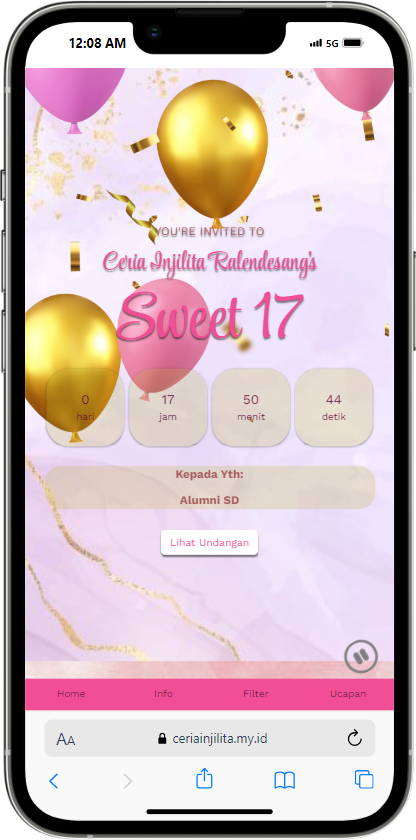 12:08 AM
5G
YOU'RE INVITED TO
Ceria Injilita Ralendesang's
Sweet 17
0 17 50 44
hari jam menit detik
Kepada Yth:
Alumni SD
Lihat Undangan
Home Info Filter Ucapan
AA ceriainjilita.my.id